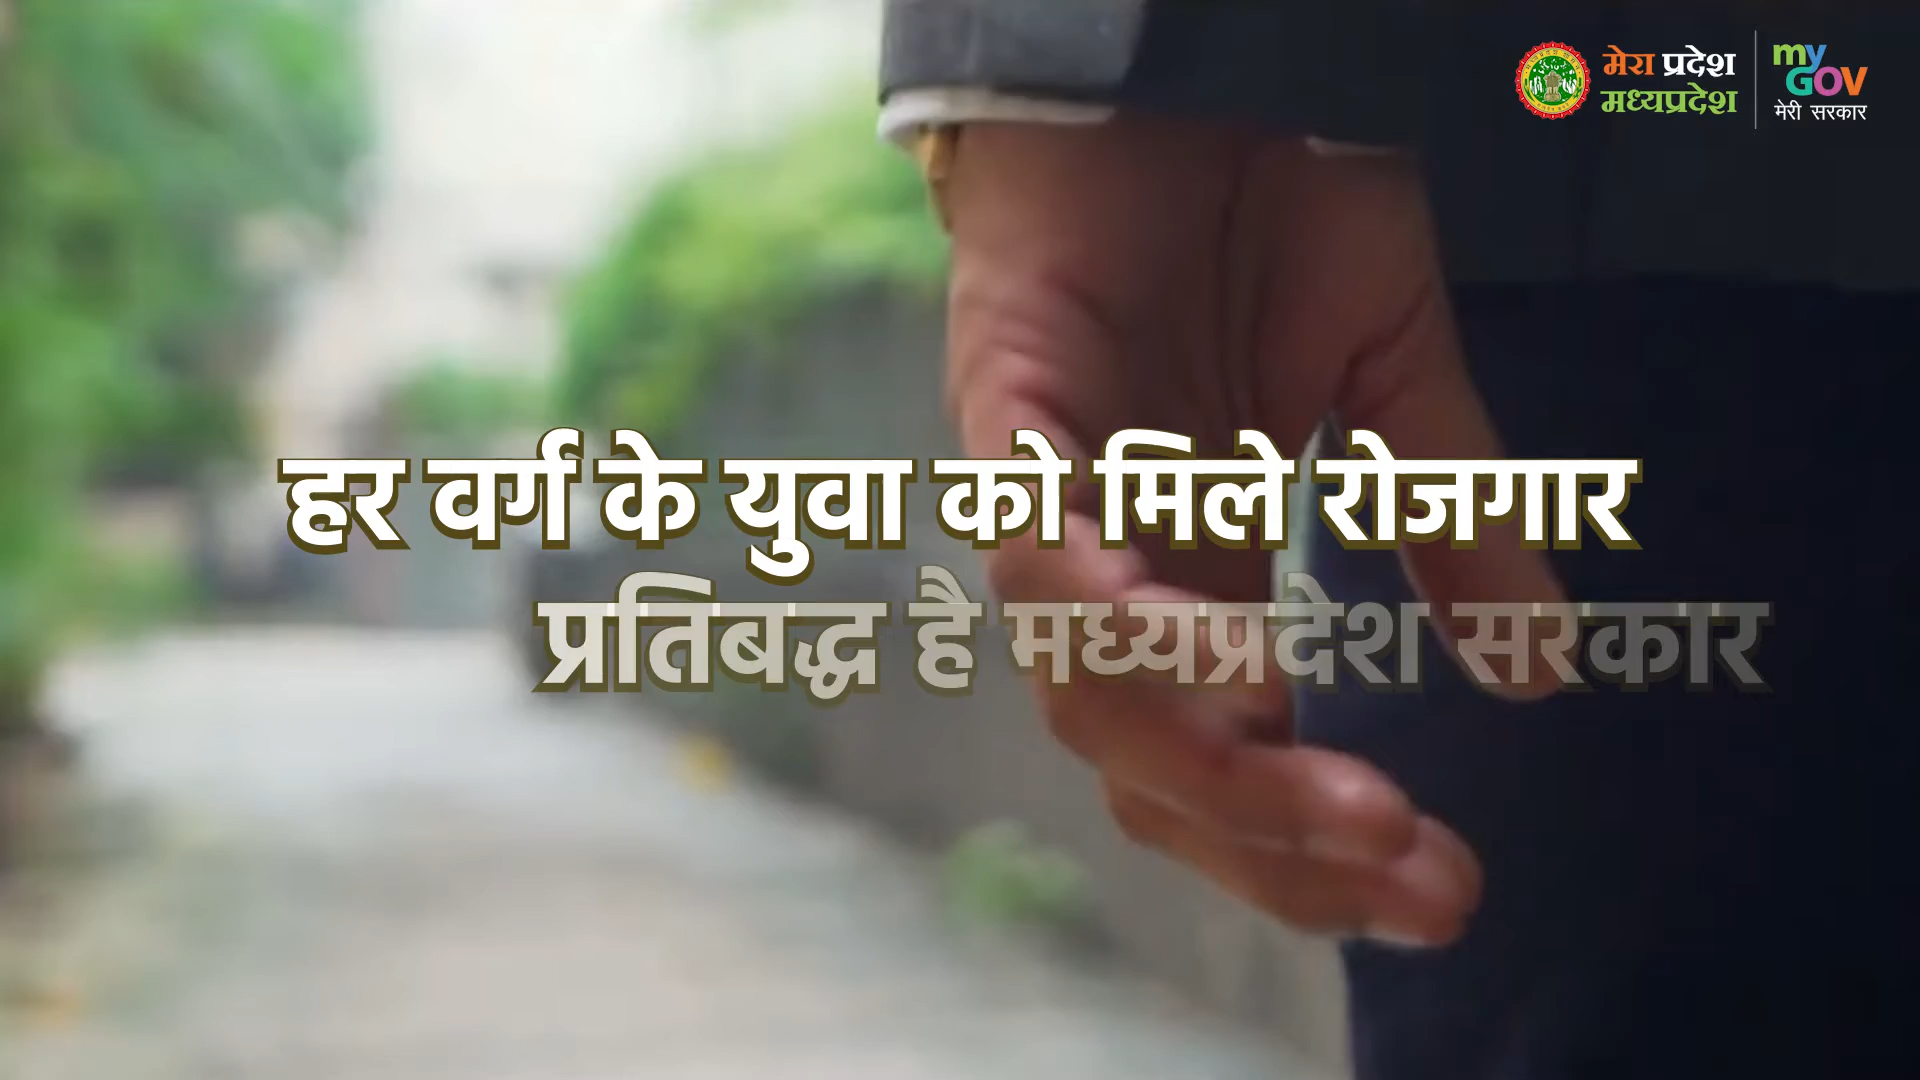 मेरा प्रदेश
मध्यप्रदेश
my
GOV
मेरी सरकार
हर वर्ग के युवा को मिले रोजगार
प्रतिबद्ध है मध्यप्रदेश सरकार